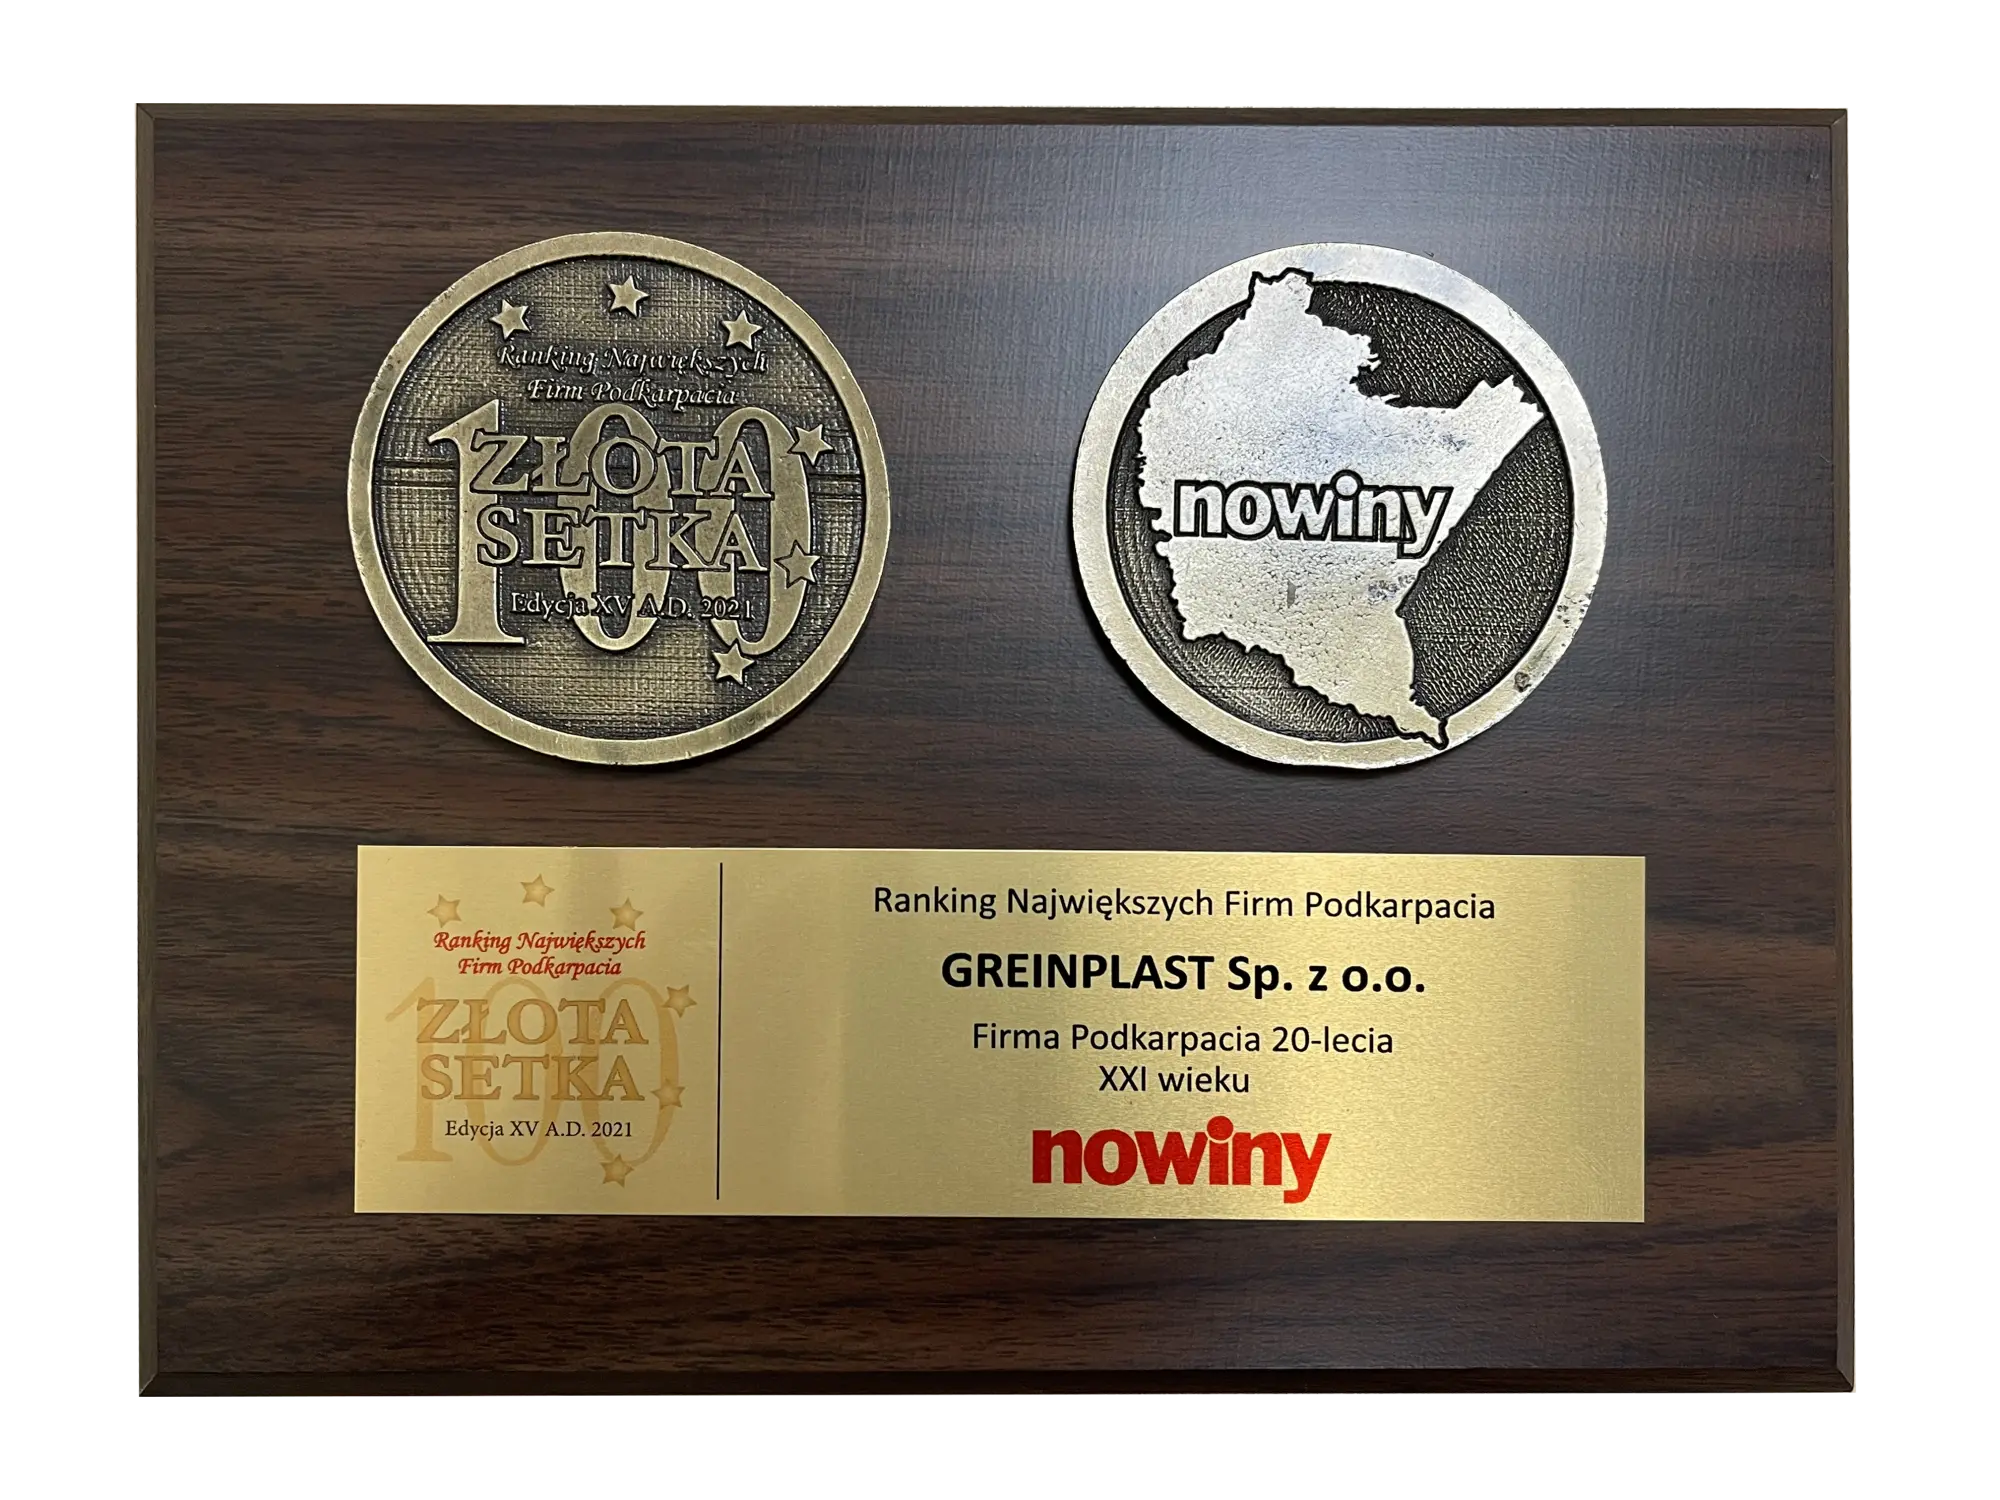 Ranking Największych
Firm Podkarpacia
100
ZŁOTA
SETKA
Edycja XV A.D. 2021
nowiny
Ranking Największych
Firm Podkarpacia
100
ZŁOTA
SETKA
Edycja XV A.D. 2021
Ranking Największych Firm Podkarpacia
GREINPLAST Sp. z o.o.
Firma Podkarpacia 20-lecia
XXI wieku
nowiny